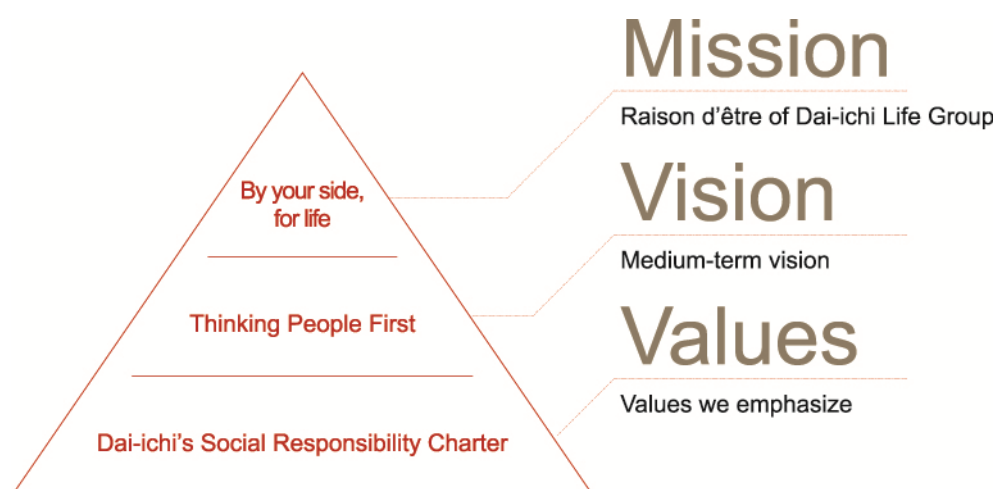 Mission
Raison d'être of Dai-ichi Life Group
By your side,
for life
Vision
Medium-term vision
Thinking People First
Values
Values we emphasize
Dai-ichi's Social Responsibility Charter